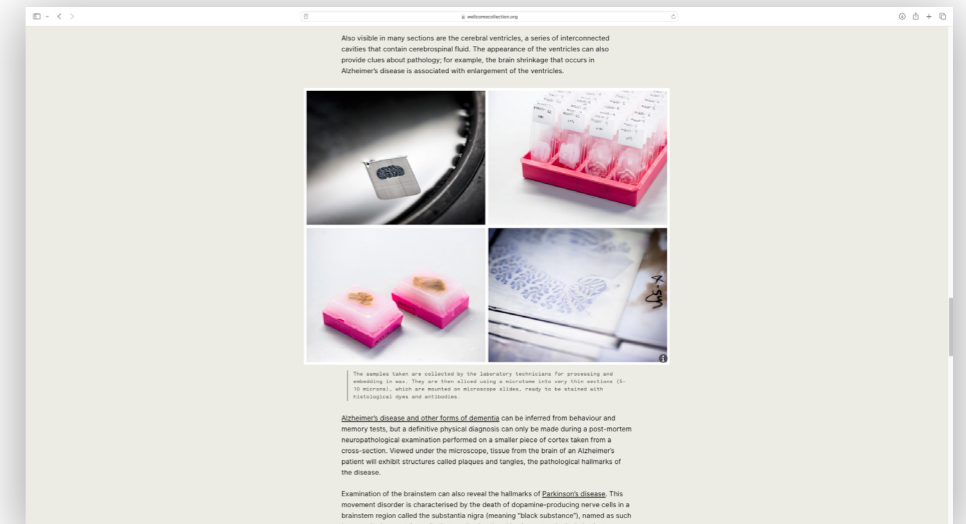 wellcomecollection.org
Also visible in many sections are the cerebral ventricles, a series of interconnected
cavities that contain cerebrospinal fluid. The appearance of the ventricles can also
provide clues about pathology; for example, the brain shrinkage that occurs in
Alzheimer's disease is associated with enlargement of the ventricles.
The samples taken are collected by the laboratory technicians for processing and
embedding in wax. They are then sliced using a microtome into very thin sections (5-
10 microns), which are mounted on microscope slides, ready to be stained with
histological dyes and antibodies.
Alzheimer's disease and other forms of dementia can be inferred from behaviour and
memory tests, but a definitive physical diagnosis can only be made during a post-mortem
neuropathological examination performed on a smaller piece of cortex taken from a
cross-section. Viewed under the microscope, tissue from the brain of an Alzheimer's
patient will exhibit structures called plaques and tangles, the pathological hallmarks of
the disease.
Examination of the brainstem can also reveal the hallmarks of Parkinson's disease. This
movement disorder is characterised by the death of dopamine-producing nerve cells in a
brainstem region called the substantia nigra (meaning "black substance"), named as such